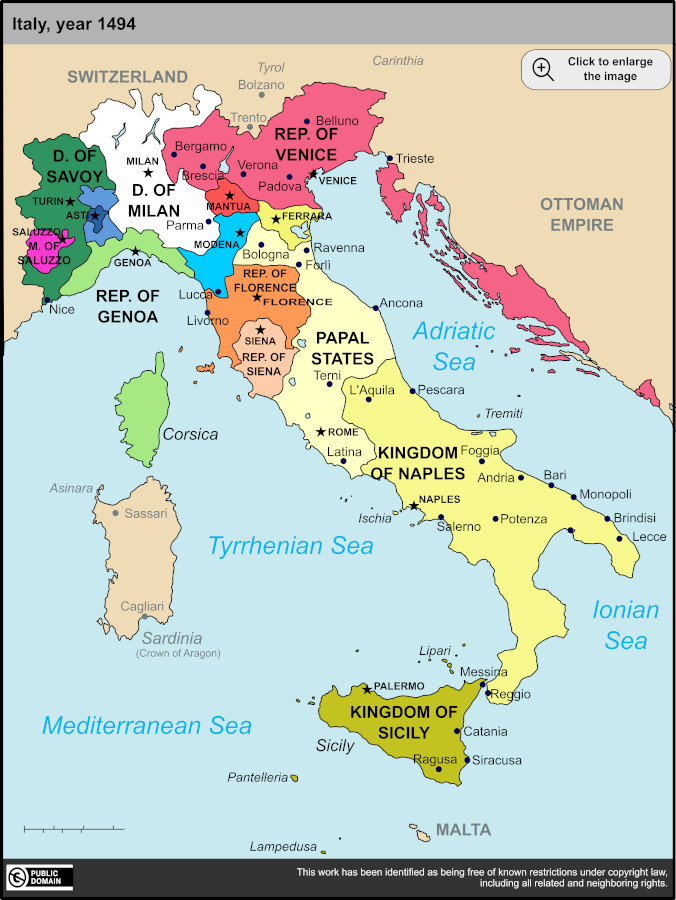 Italy, year 1494
Click to enlarge
the image
Carinthia
Tyrol
SWITZERLAND
Bolzano
Trento
Belluno
REP. OF
VENICE
Bergamo
Brescia
Verona
Padova
VENICE
Trieste
D. OF
SAVOY
MILAN
D. OF
MILAN
TURIN
ASTI
MANTUA
FERRARA
OTTOMAN
EMPIRE
SALUZZO
M. OF
SALUZZO
Parma
MODENA
Bologna
Ravenna
Forlì
GENOA
REP. OF
GENOA
Nice
Lucca
Livorno
REP. OF
FLORENCE
FLORENCE
Ancona
SIENA
REP. OF
SIENA
PAPAL
STATES
Adriatic
Sea
Terni
L'Aquila
Pescara
Tremiti
Corsica
ROME
Latina
KINGDOM
OF NAPLES
Foggia
Andria
Bari
Monopoli
Brindisi
Lecce
Asinara
Sassari
NAPLES
Ischia
Salerno
Potenza
Tyrrhenian Sea
Cagliari
Sardinia
(Crown of Aragon)
Ionian
Sea
Lipari
Messina
Reggio
PALERMO
KINGDOM OF
SICILY
Catania
Sicily
Ragusa
Siracusa
Mediterranean Sea
Pantelleria
MALTA
Lampedusa
PUBLIC
DOMAIN
This work has been identified as being free of known restrictions under copyright law,
including all related and neighboring rights.